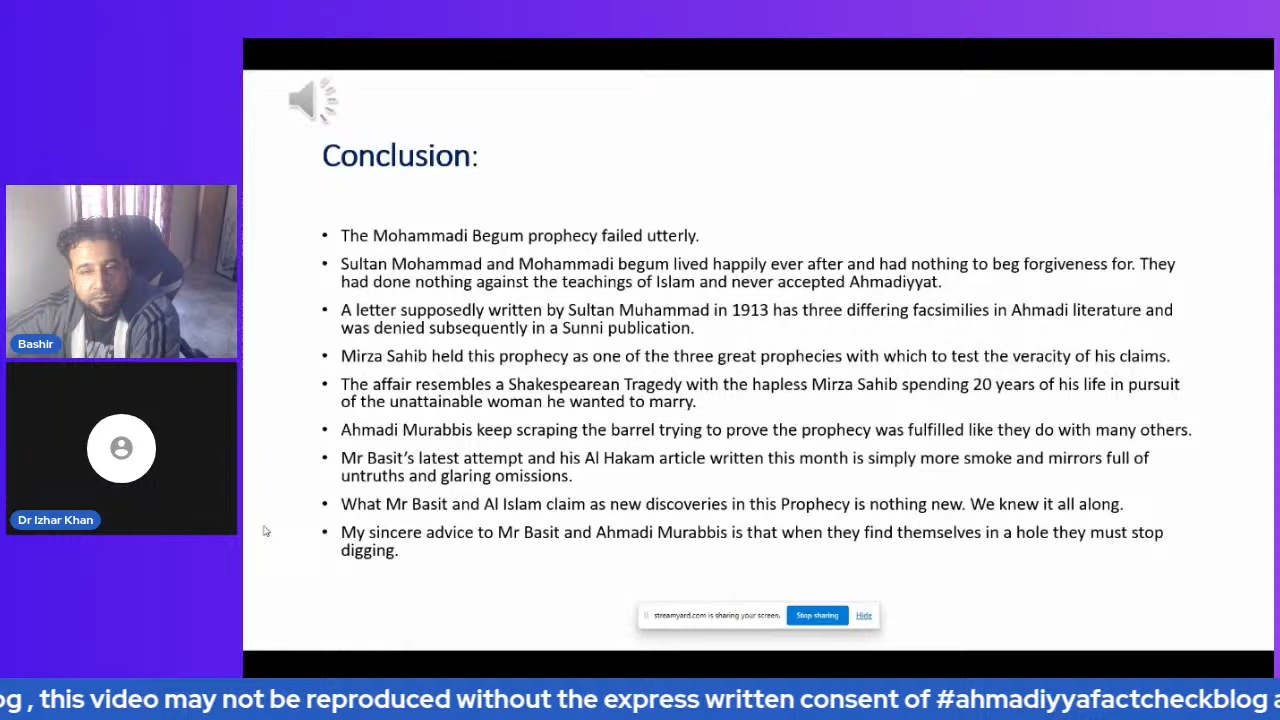 Conclusion:
• The Mohammadi Begum prophecy failed utterly.
• Sultan Mohammad and Mohammadi begum lived happily ever after and had nothing to beg forgiveness for. They
had done nothing against the teachings of Islam and never accepted Ahmadiyyat.
• A letter supposedly written by Sultan Muhammad in 1913 has three differing facsimilies in Ahmadi literature and
was denied subsequently in a Sunni publication.
• Mirza Sahib held this prophecy as one of the three great prophecies with which to test the veracity of his claims.
• The affair resembles a Shakespearean Tragedy with the hapless Mirza Sahib spending 20 years of his life in pursuit
of the unattainable woman he wanted to marry.
• Ahmadi Murabbis keep scraping the barrel trying to prove the prophecy was fulfilled like they do with many others.
• Mr Basit's latest attempt and his Al Hakam article written this month is simply more smoke and mirrors full of
untruths and glaring omissions.
• What Mr Basit and Al Islam claim as new discoveries in this Prophecy is nothing new. We knew it all along.
• My sincere advice to Mr Basit and Ahmadi Murabbis is that when they find themselves in a hole they must stop
digging.
Bashir
Dr Izhar Khan
streamyard.com is sharing your screen. Stop sharing Hide
og , this video may not be reproduced without the express written consent of #ahmadiyyafactcheckblog a